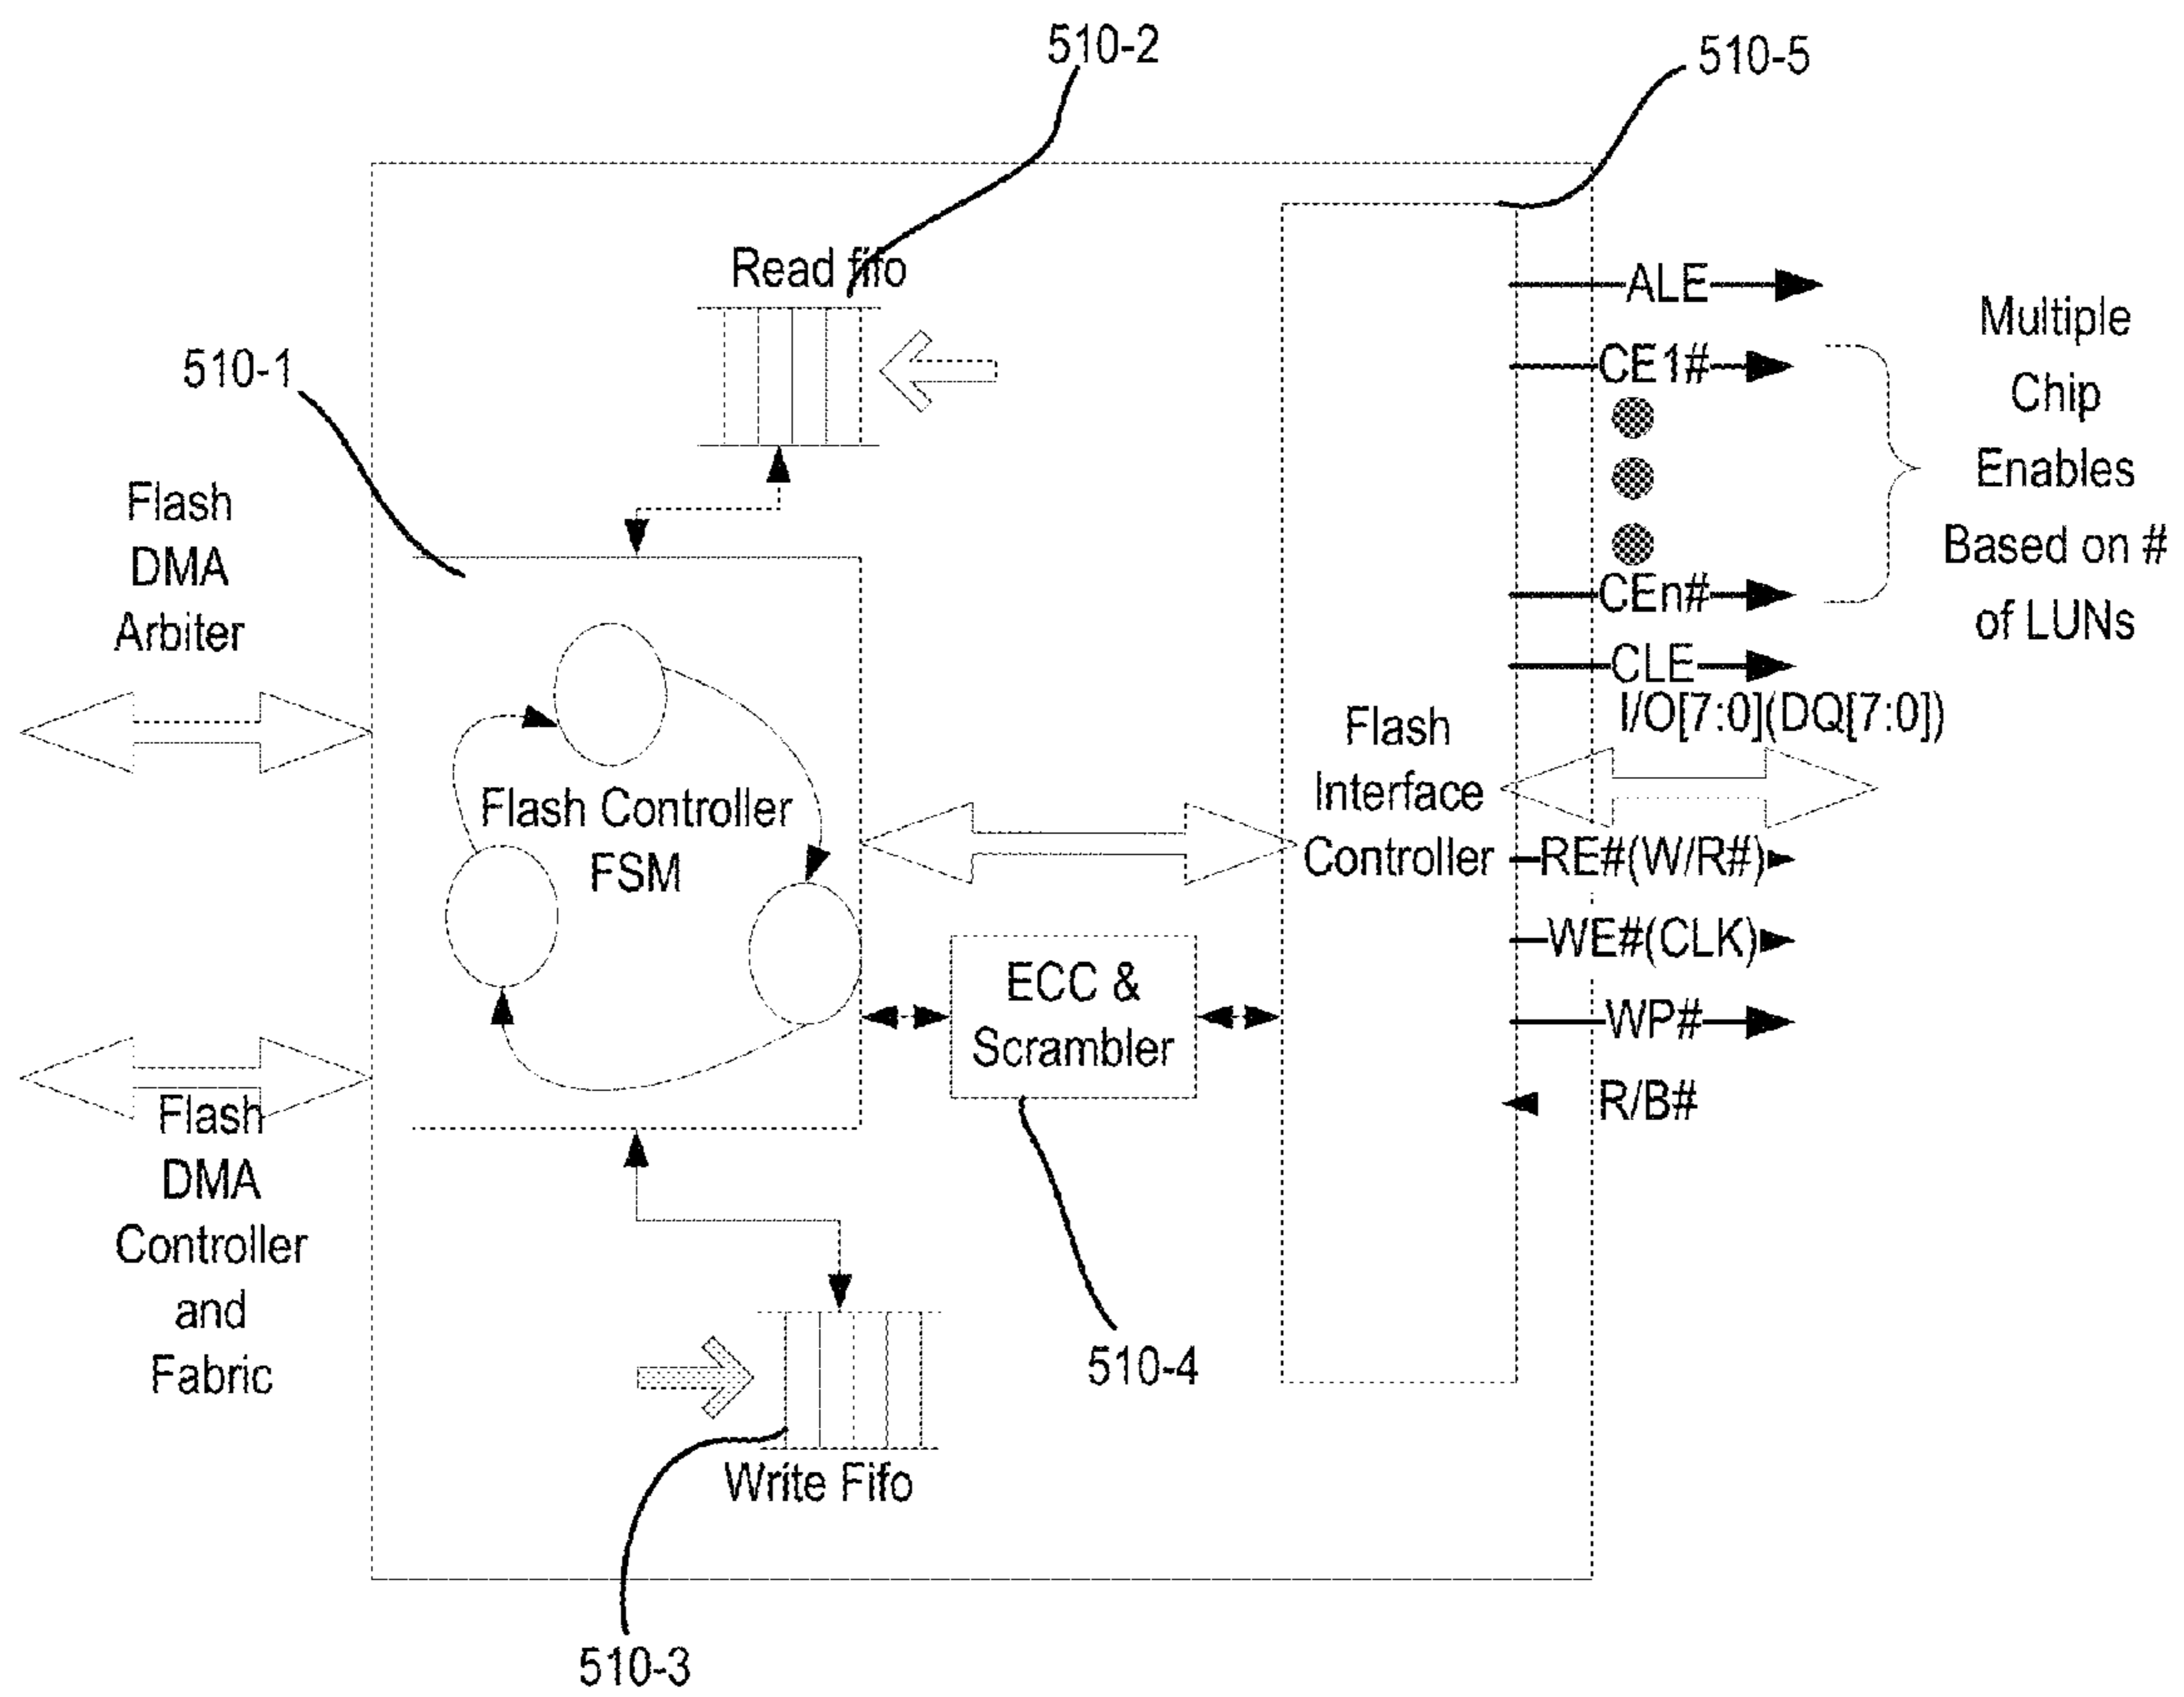 510-2
510-5
Read fifo
510-1
ALE
CE1#
CEn#
CLE
I/O[7:0](DQ[7:0])
RE#(W/R#)
WE#(CLK)
WP#
R/B#
Multiple
Chip
Enables
Based on #
of LUNs
Flash
DMA
Arbiter
Flash Controller
FSM
Flash
Interface
Controller
ECC &
Scrambler
Flash
DMA
Controller
and
Fabric
510-4
Write Fifo
510-3